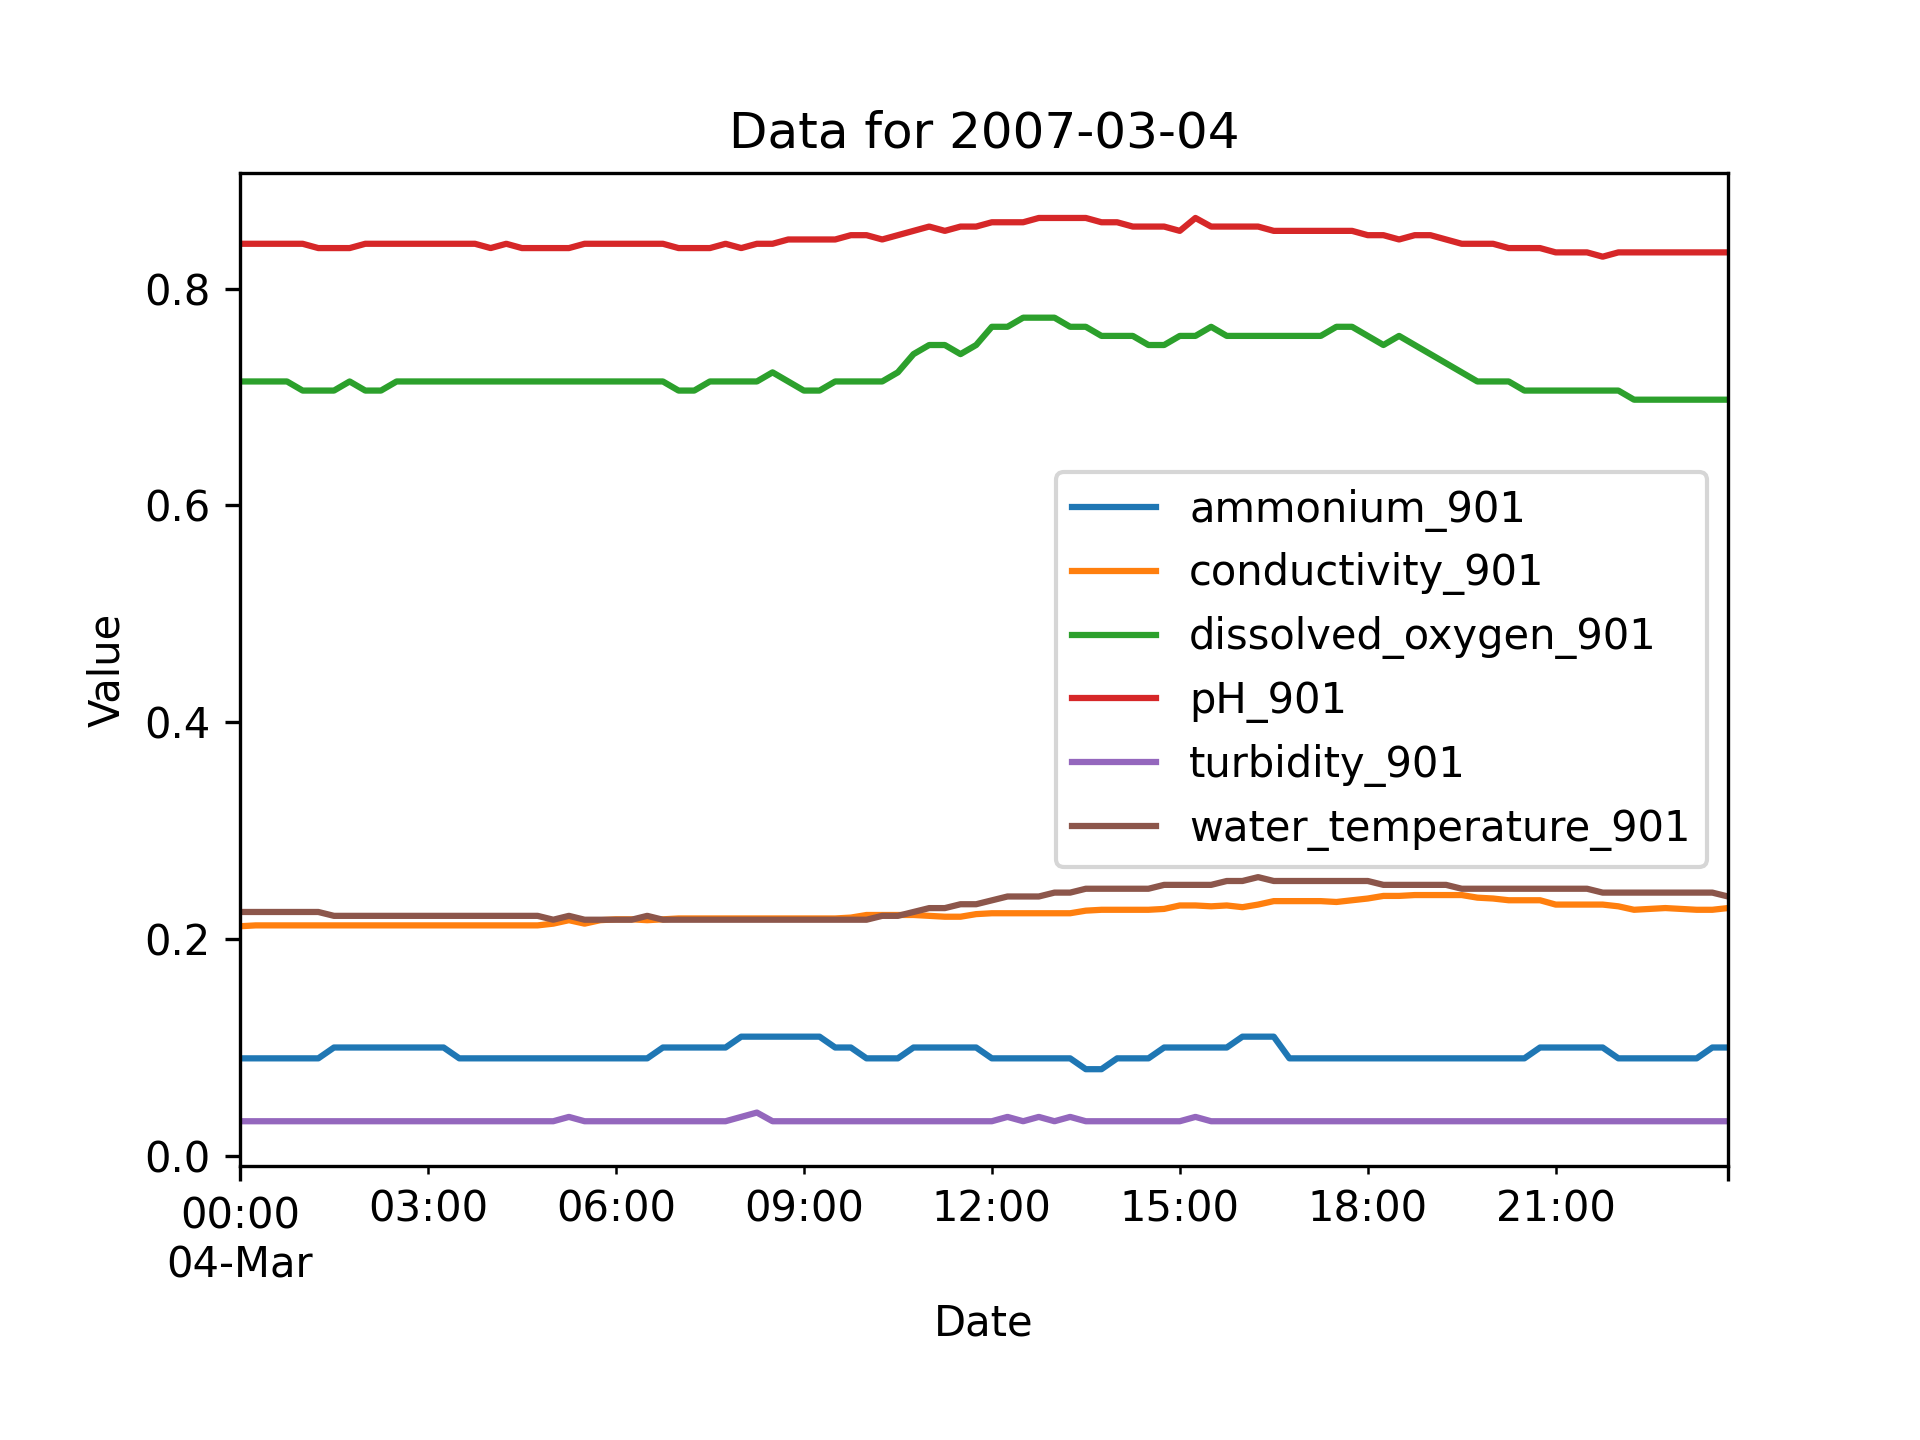 Data for 2007-03-04
Value
0.8
0.6
0.4
0.2
0.0
ammonium_901
conductivity_901
dissolved_oxygen_901
pH_901
turbidity_901
water_temperature_901
00:00 03:00 06:00 09:00 12:00 15:00 18:00 21:00
04-Mar
Date